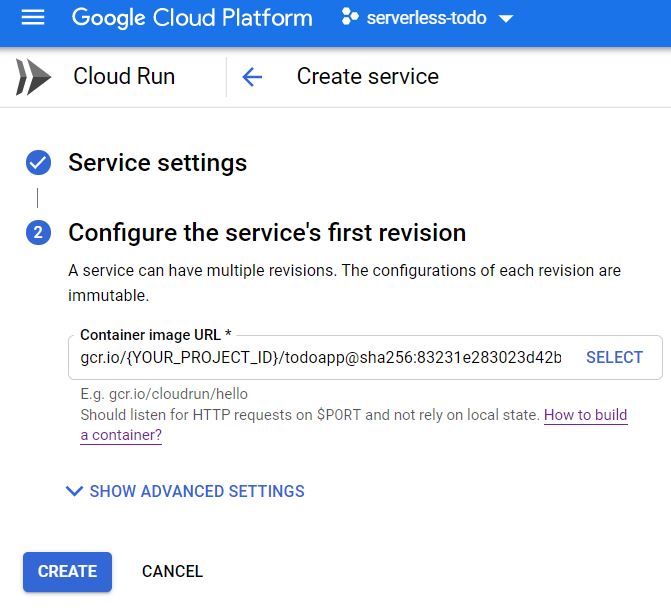 Google Cloud Platform
serverless-todo
Cloud Run
Create service
Service settings
2
Configure the service's first revision
A service can have multiple revisions. The configurations of each revision are
immutable.
Container image URL *
gcr.io/{YOUR_PROJECT_ID}/todoapp@sha256:83231e283023d42b
SELECT
E.g. gcr.io/cloudrun/hello
Should listen for HTTP requests on $PORT and not rely on local state. How to build
a container?
SHOW ADVANCED SETTINGS
CREATE
CANCEL